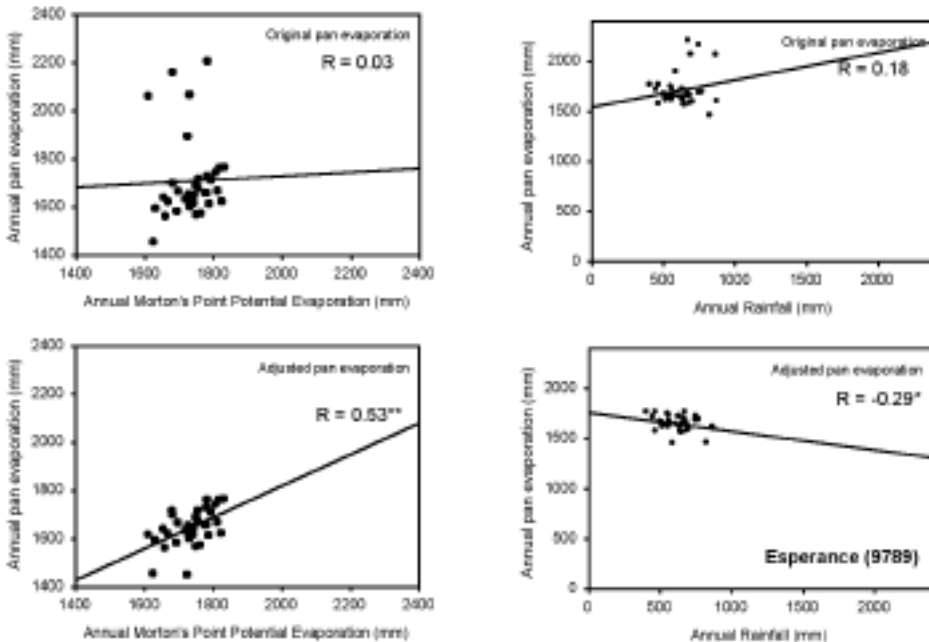 2400
2200
2000
1800
1600
1400
Annual pan evaporation (mm)
Original pan evaporation
R = 0.03
1400 1600 1800 2000 2200 2400
Annual Morton's Point Potential Evaporation (mm)
2000
1500
1000
500
0
Annual pan evaporation (mm)
Original pan evaporation
R = 0.18
0 500 1000 1500 2000
Annual Rainfall (mm)
2400
2200
2000
1800
1600
1400
Annual pan evaporation (mm)
Adjusted pan evaporation
R = 0.53**
1400 1600 1800 2000 2200 2400
Annual Morton's Point Potential Evaporation (mm)
2000
1500
1000
500
0
Annual pan evaporation (mm)
Adjusted pan evaporation
R = -0.29*
Esperance (9789)
0 500 1000 1500 2000
Annual Rainfall (mm)